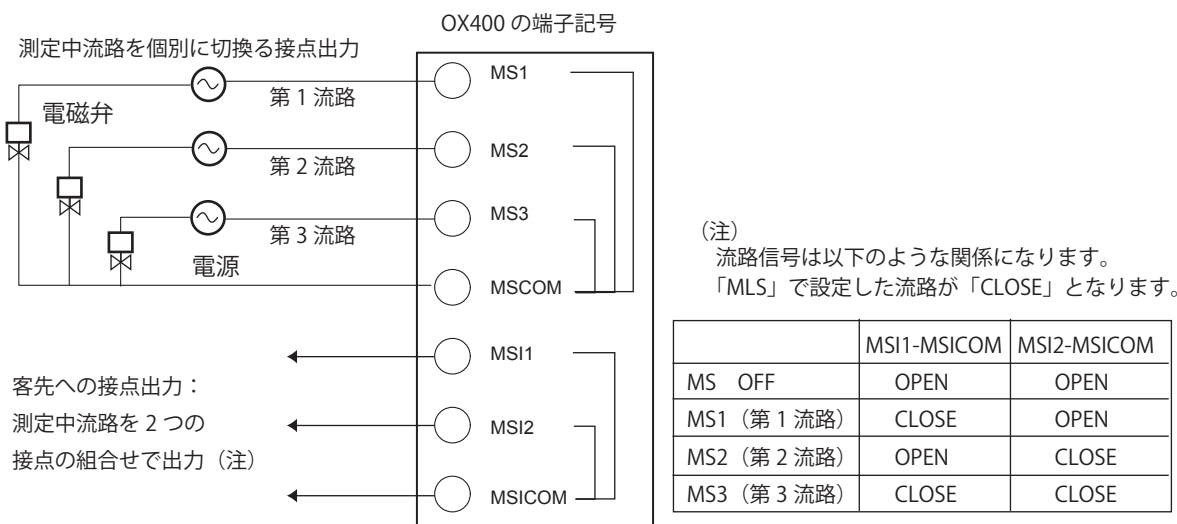 OX400 の端子記号
測定中流路を個別に切換る接点出力
MS1
第 1 流路
電磁弁
MS2
第 2 流路
MS3
第 3 流路
電源
MSCOM
MSI1
客先への接点出力：
測定中流路を 2 つの
接点の組合せで出力（注）
MSI2
MSICOM
（注）
流路信号は以下のような関係になります。
「MLS」で設定した流路が「CLOSE」となります。
MSI1-MSICOM MSI2-MSICOM
MS OFF OPEN OPEN
MS1（第 1 流路） CLOSE OPEN
MS2（第 2 流路） OPEN CLOSE
MS3（第 3 流路） CLOSE CLOSE